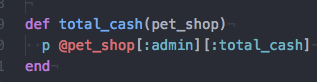 def total_cash(pet_shop)
p @pet_shop[:admin][:total_cash]
end